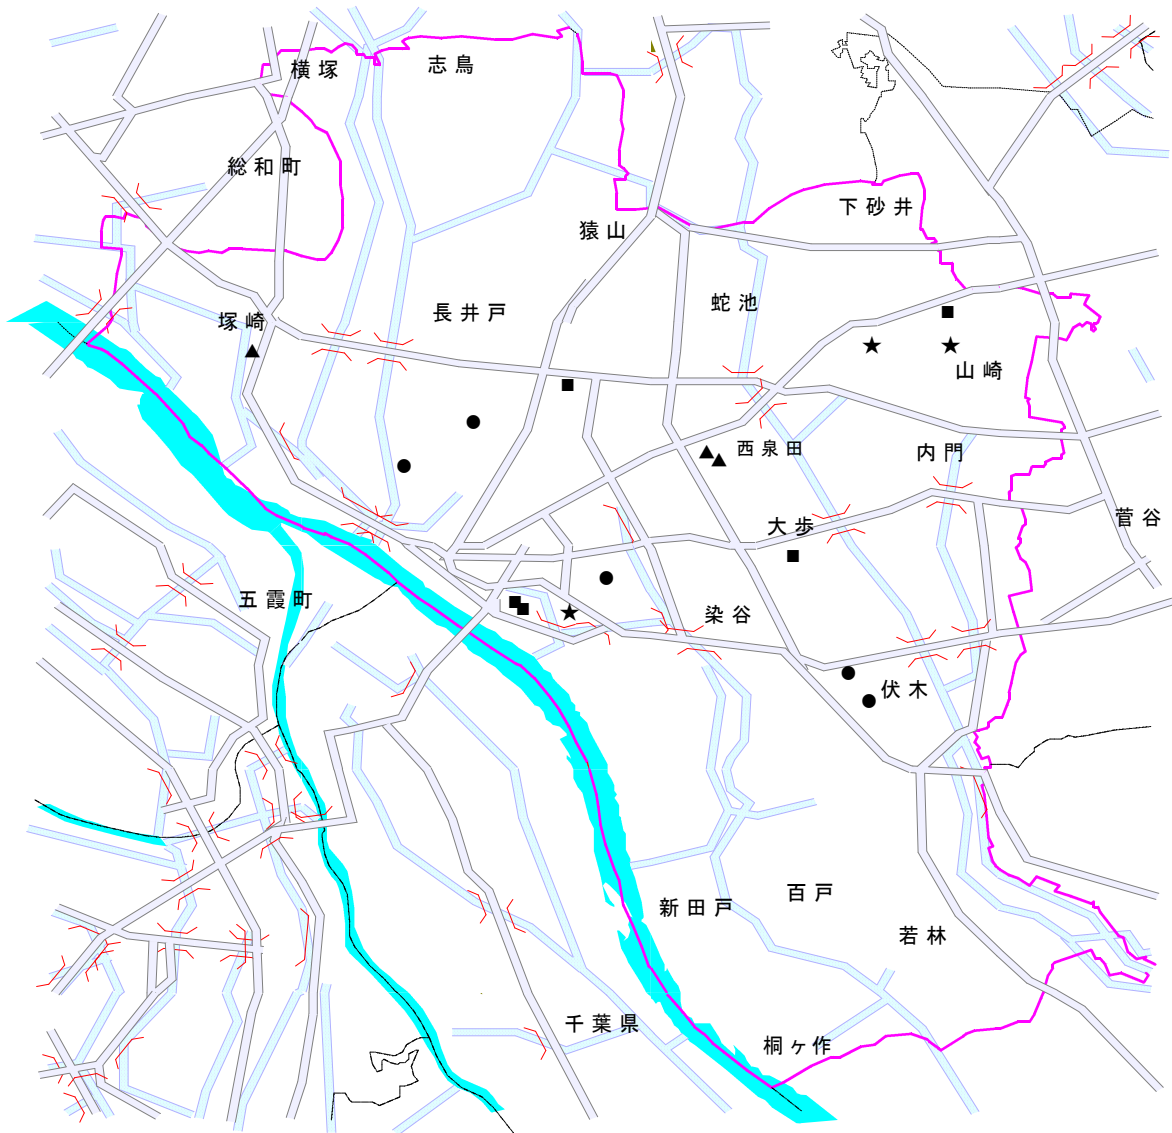 横塚
志鳥
総和町
下砂井
猿山
蛇池
長井戸
塚崎
山崎
西泉田
内門
菅谷
大歩
五霞町
染谷
伏木
百戸
新田戸
若林
千葉県
桐ヶ作